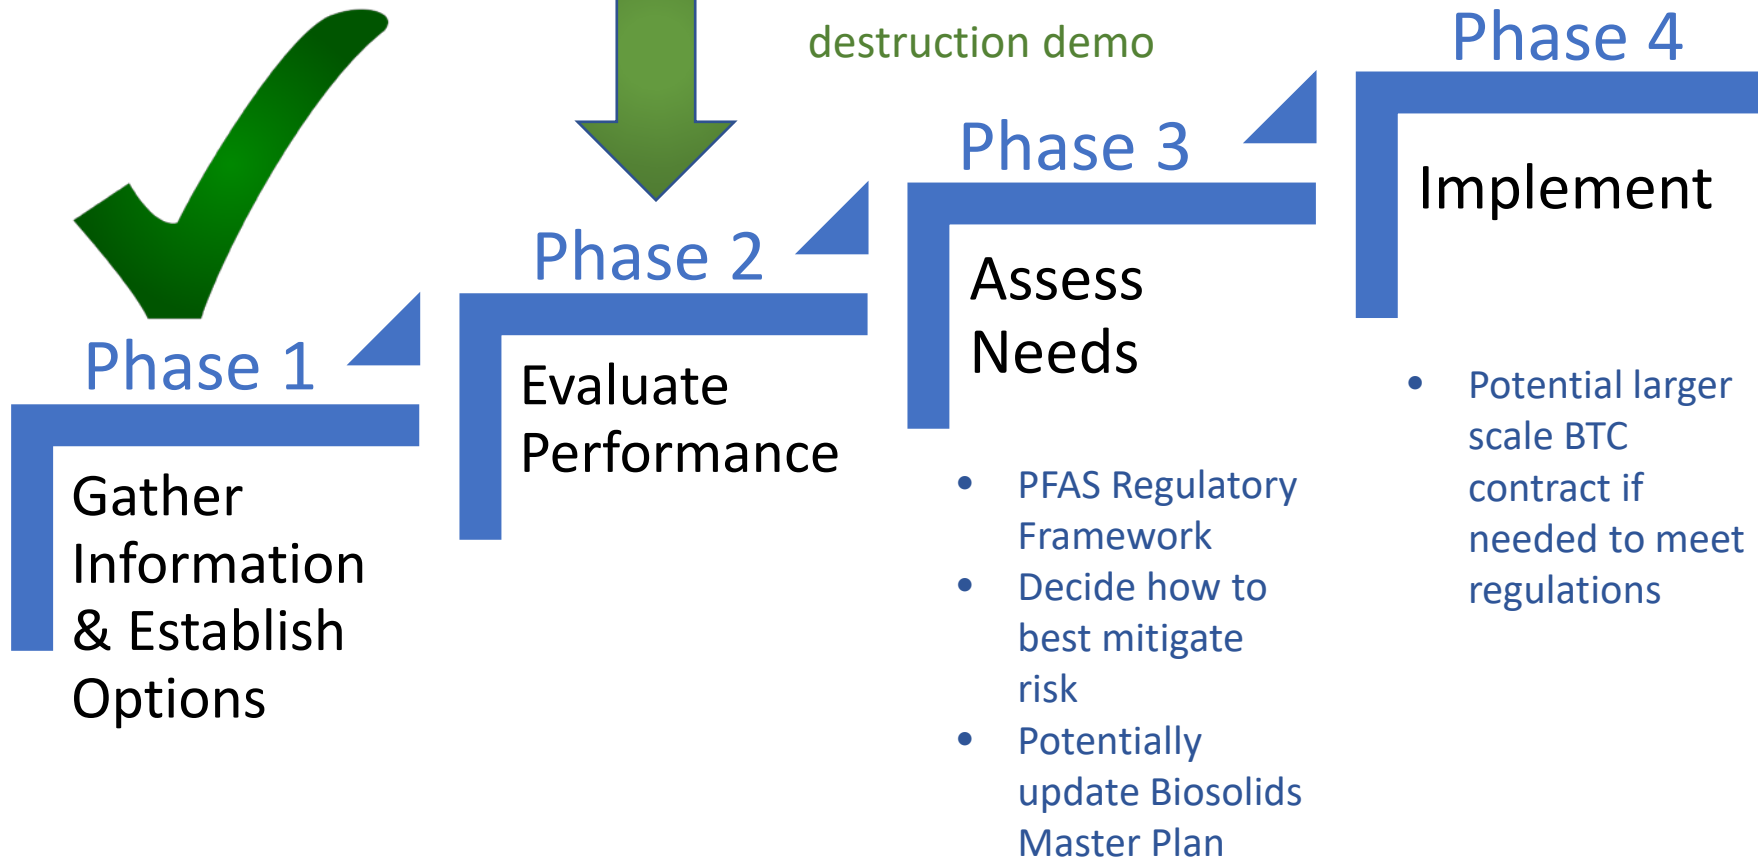 destruction demo
Phase 1
Gather
Information
& Establish
Options
Phase 2
Evaluate
Performance
Phase 3
Assess
Needs
• PFAS Regulatory
Framework
• Decide how to
best mitigate
risk
• Potentially
update Biosolids
Master Plan
Phase 4
Implement
• Potential larger
scale BTC
contract if
needed to meet
regulations